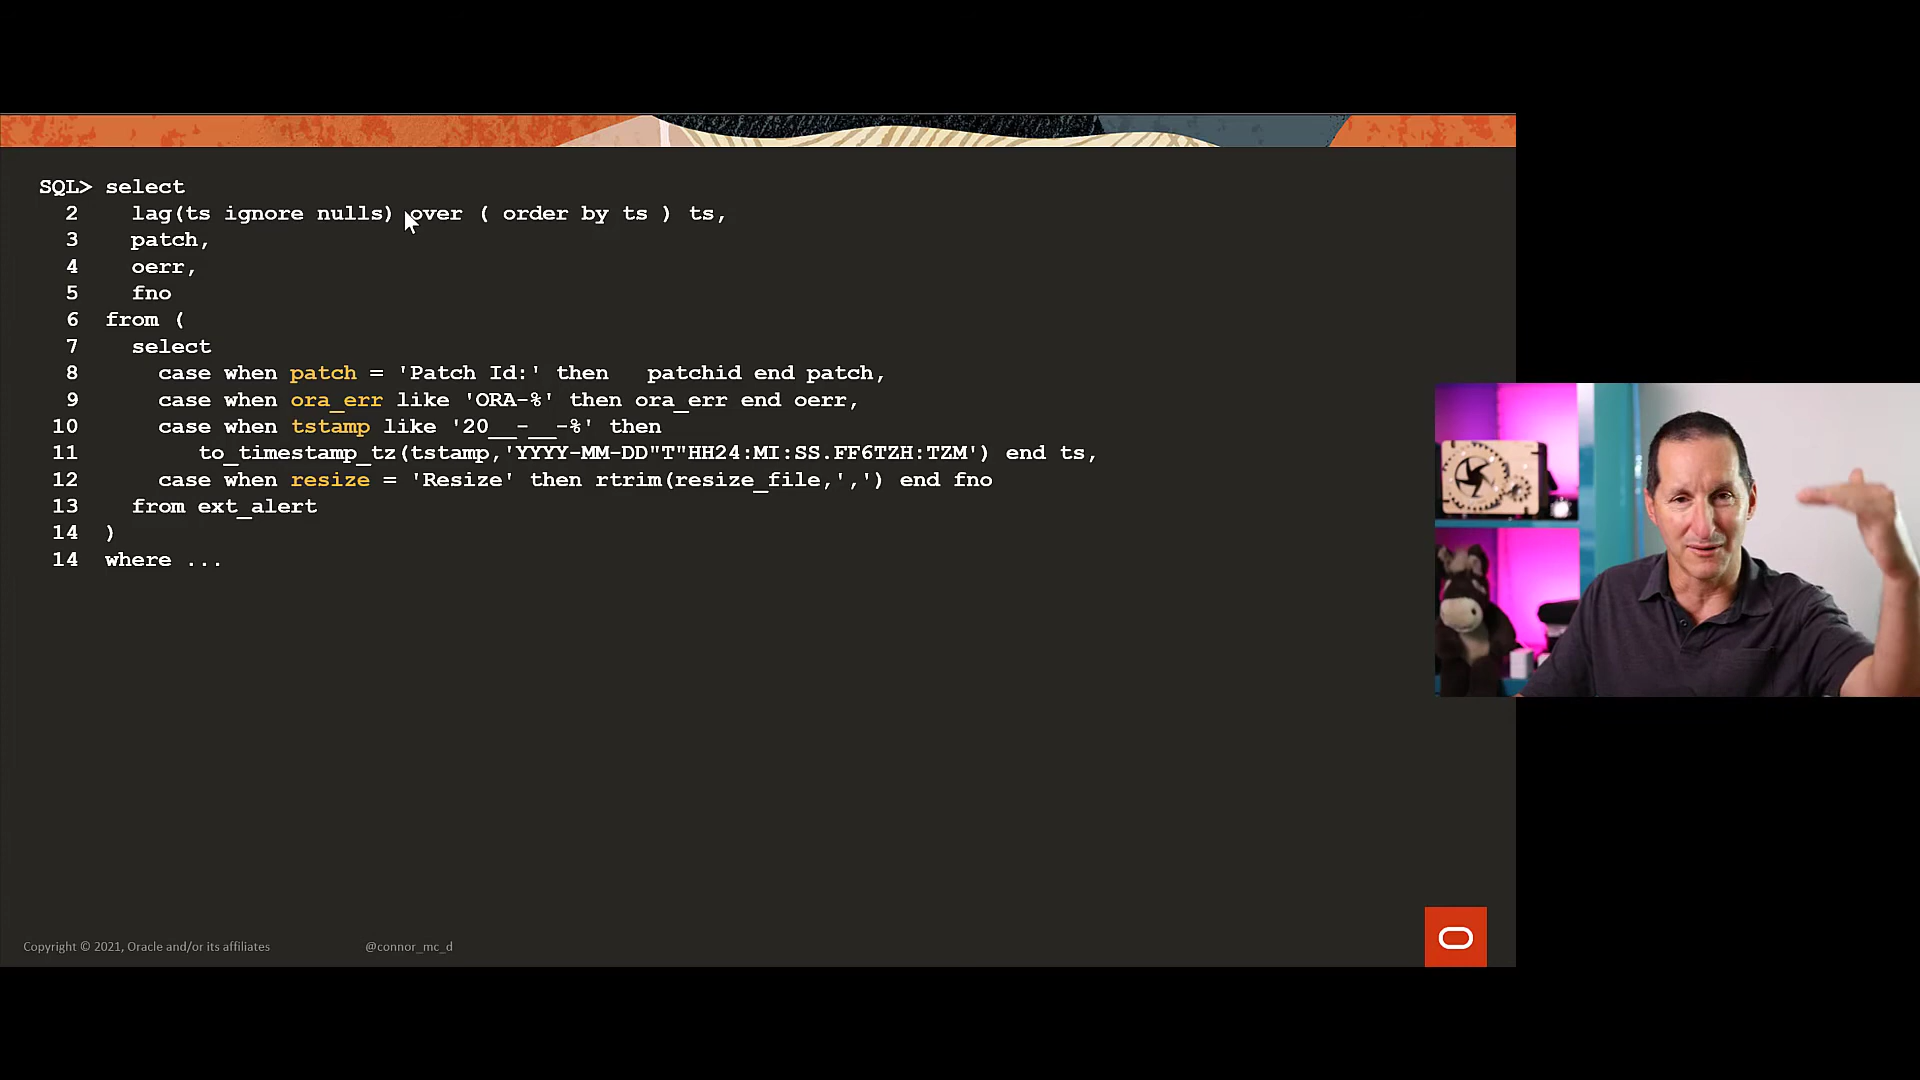 SQL> select
2 lag(ts ignore nulls) over ( order by ts ) ts,
3 patch,
4 oerr,
5 fno
6 from (
7 select
8 case when patch = 'Patch Id:' then patchid end patch,
9 case when ora_err like 'ORA-%' then ora_err end oerr,
10 case when tstamp like '20__-__-%' then
11 to_timestamp_tz(tstamp,'YYYY-MM-DD"T"HH24:MI:SS.FF6TZH:TZM') end ts,
12 case when resize = 'Resize' then rtrim(resize_file,',') end fno
13 from ext_alert
14 )
14 where ...
Copyright © 2021, Oracle and/or its affiliates @connor_mc_d